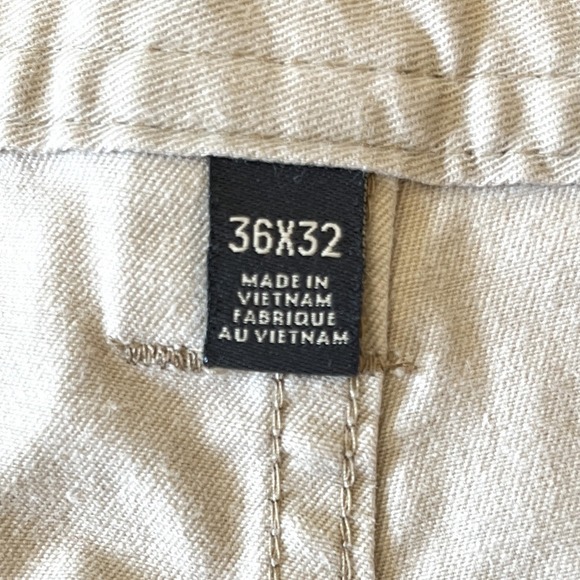 36X32
MADE IN
VIETNAM
FABRIQUE
AU VIETNAM